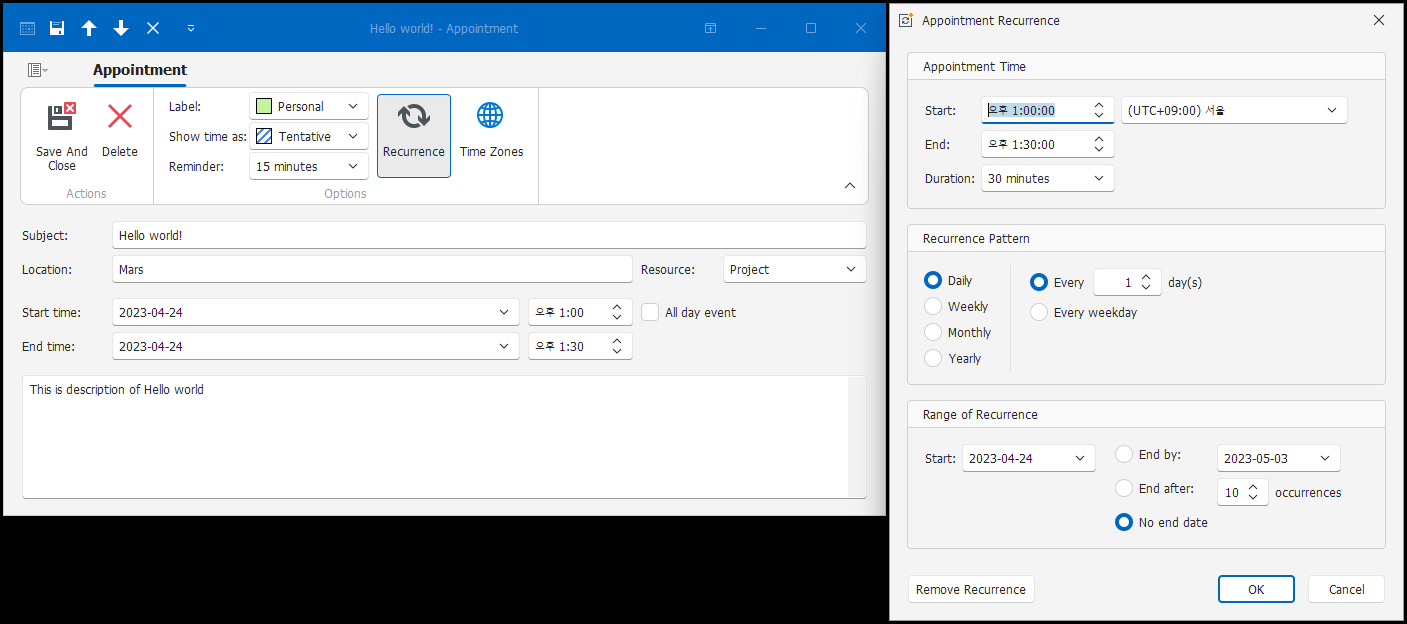 Hello world! - Appointment
Appointment
Save And
Close
Delete
Actions
Label:
Personal
Show time as:
Tentative
Reminder:
15 minutes
Recurrence
Time Zones
Options
Subject:
Hello world!
Location:
Mars
Resource:
Project
Start time:
2023-04-24
오후 1:00
All day event
End time:
2023-04-24
오후 1:30
This is description of Hello world
Appointment Recurrence
Appointment Time
Start:
오후 1:00:00
(UTC+09:00) 서울
End:
오후 1:30:00
Duration:
30 minutes
Recurrence Pattern
Daily
Weekly
Monthly
Yearly
Every
1
day(s)
Every weekday
Range of Recurrence
Start:
2023-04-24
End by:
2023-05-03
End after:
10
occurrences
No end date
Remove Recurrence
OK
Cancel